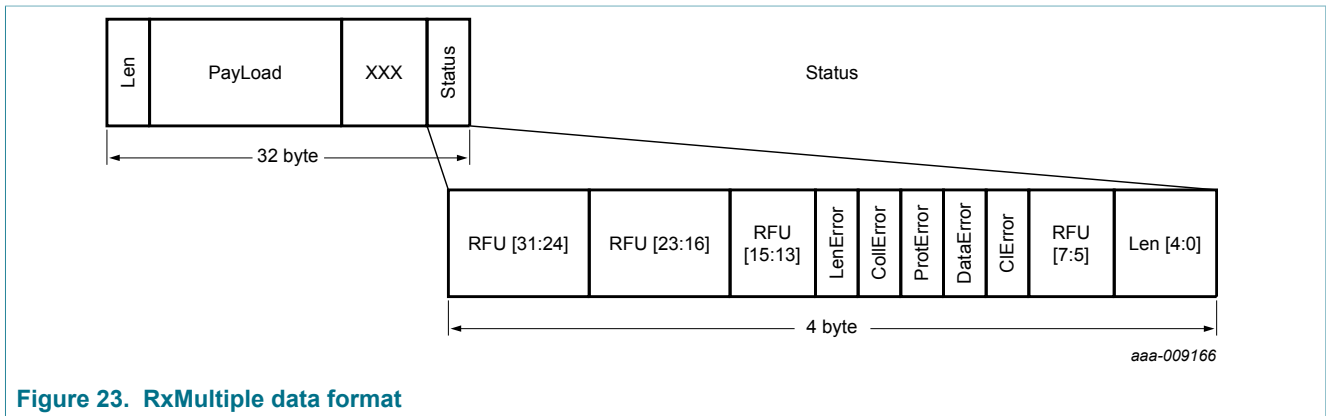 Len
PayLoad
XXX
Status
Status
32 byte
RFU [31:24]
RFU [23:16]
RFU
[15:13]
LenError
CollError
ProtError
DataError
ClError
RFU
[7:5]
Len [4:0]
4 byte
aaa-009166
Figure 23. RxMultiple data format